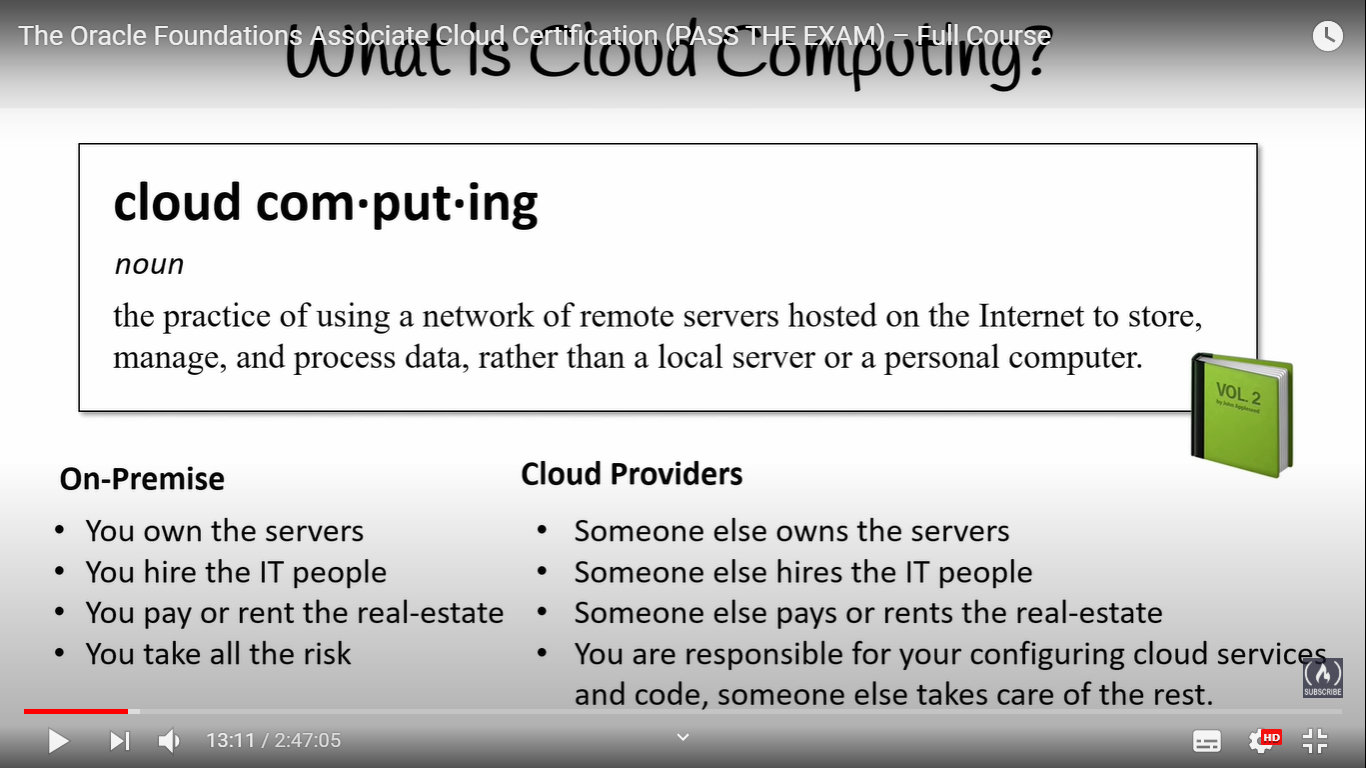 The Oracle Foundations Associate Cloud Certification (PASS THE EXAM) – Full Course
What Is Cloud Computing?
cloud com·put·ing
noun
the practice of using a network of remote servers hosted on the Internet to store,
manage, and process data, rather than a local server or a personal computer.
VOL. 2
by John Appleseed
On-Premise
• You own the servers
• You hire the IT people
• You pay or rent the real-estate
• You take all the risk
Cloud Providers
• Someone else owns the servers
• Someone else hires the IT people
• Someone else pays or rents the real-estate
• You are responsible for your configuring cloud services
and code, someone else takes care of the rest.
SUBSCRIBE
13:11 / 2:47:05
HD